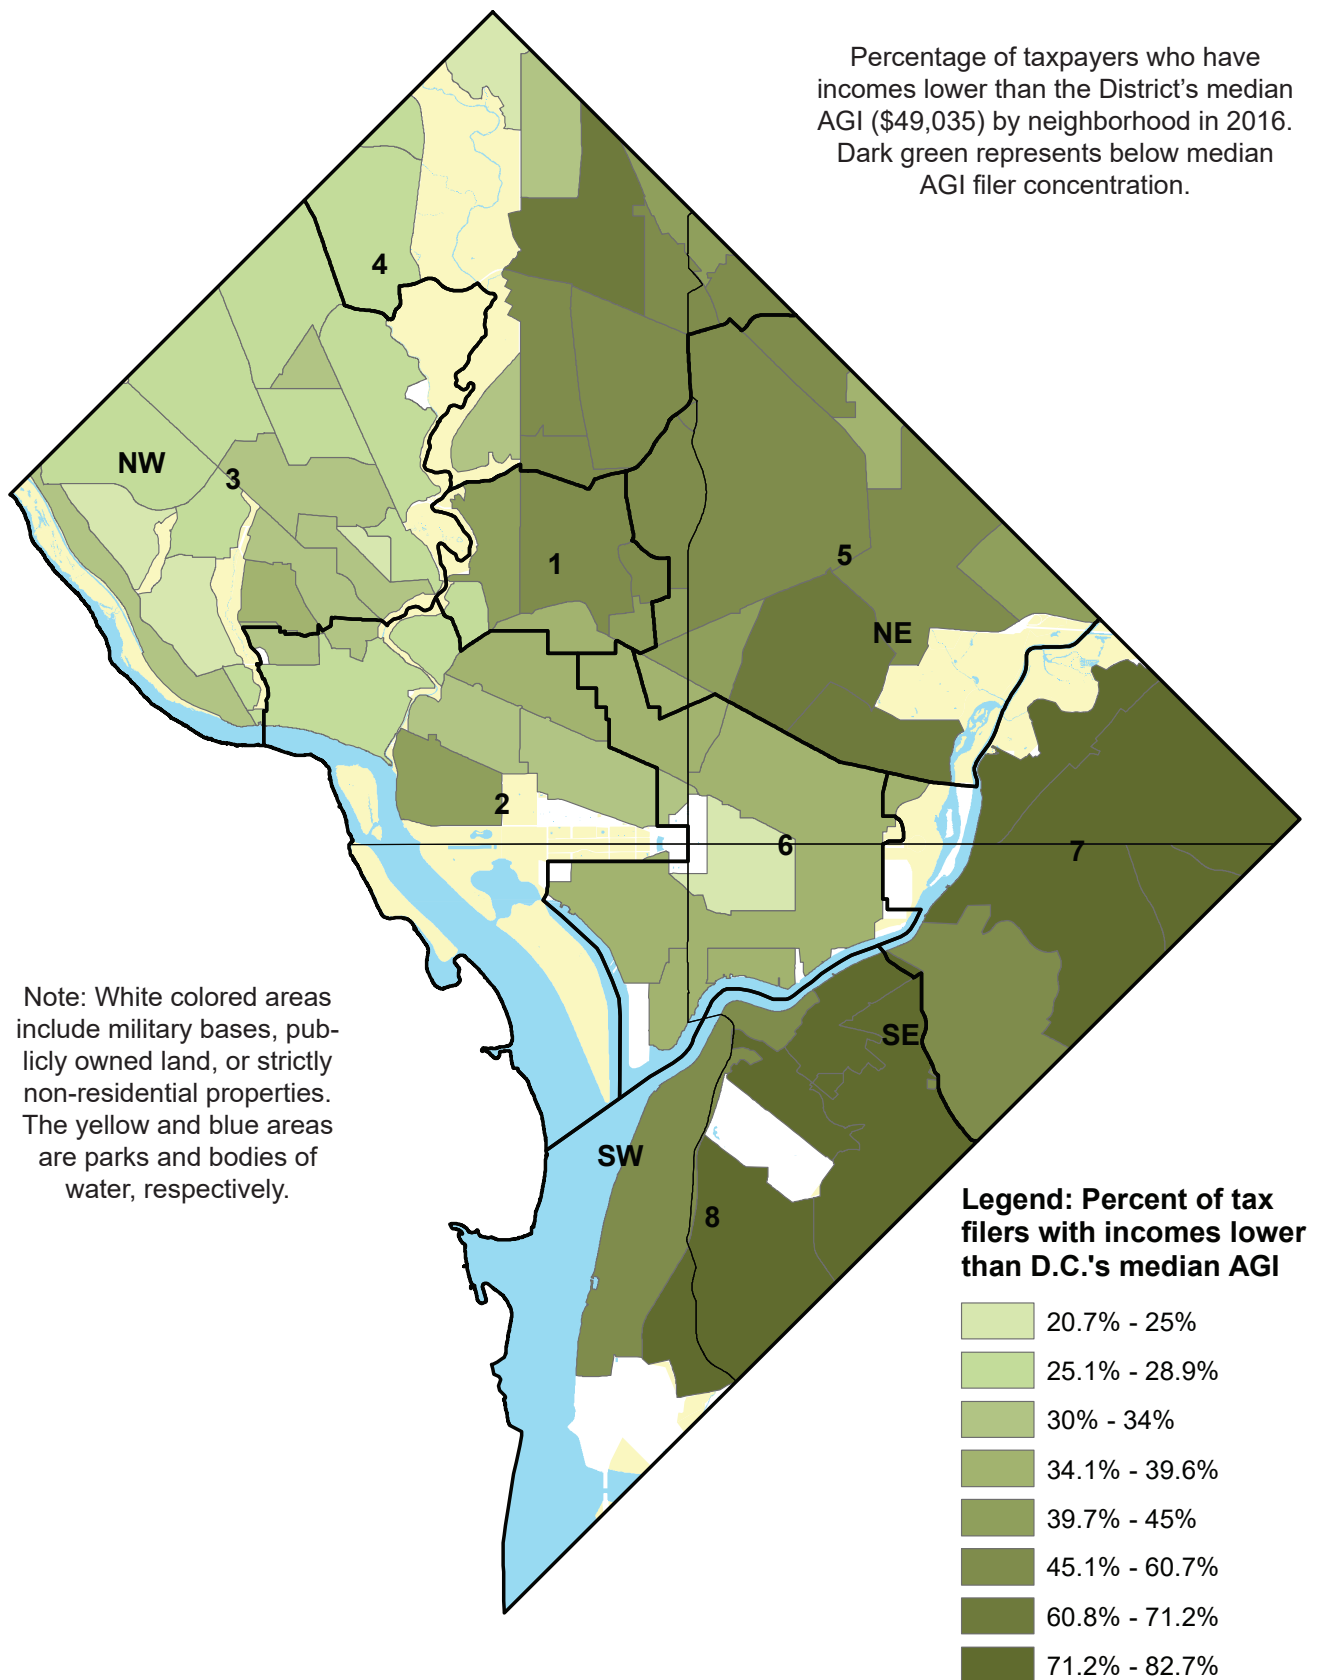 Percentage of taxpayers who have
incomes lower than the District’s median
AGI ($49,035) by neighborhood in 2016.
Dark green represents below median
AGI filer concentration.
4
NW
3
1
5
NE
2
6
7
Note: White colored areas
include military bases, pub-
licly owned land, or strictly
non-residential properties.
The yellow and blue areas
are parks and bodies of
water, respectively.
SE
SW
8
Legend: Percent of tax
filers with incomes lower
than D.C.'s median AGI
20.7% - 25%
25.1% - 28.9%
30% - 34%
34.1% - 39.6%
39.7% - 45%
45.1% - 60.7%
60.8% - 71.2%
71.2% - 82.7%